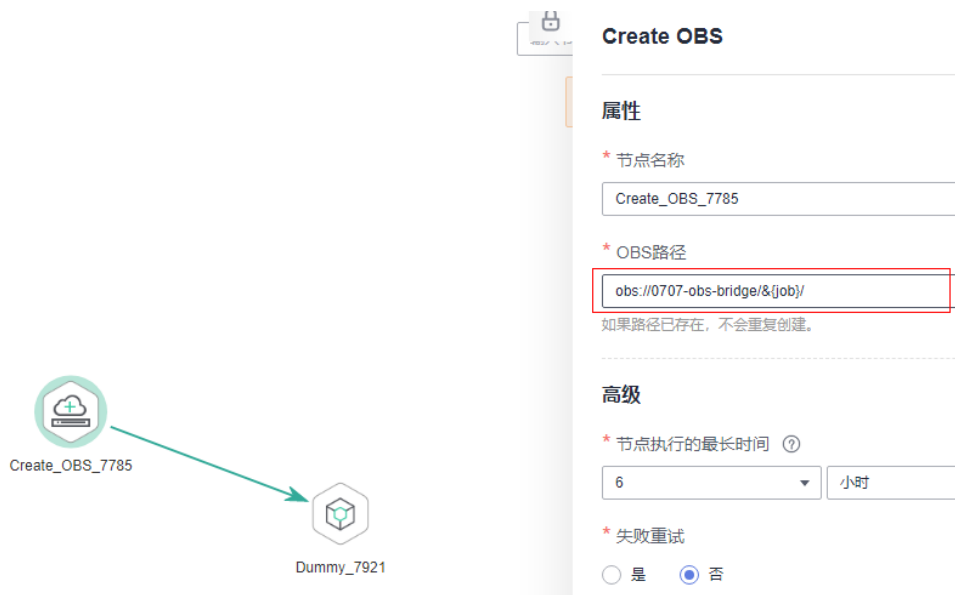 Create OBS
属性
* 节点名称
Create_OBS_7785
* OBS路径
obs://0707-obs-bridge/&{job}/
如果路径已存在，不会重复创建。
高级
* 节点执行的最长时间 ?
6 小时
* 失败重试
是 否
Create_OBS_7785
Dummy_7921